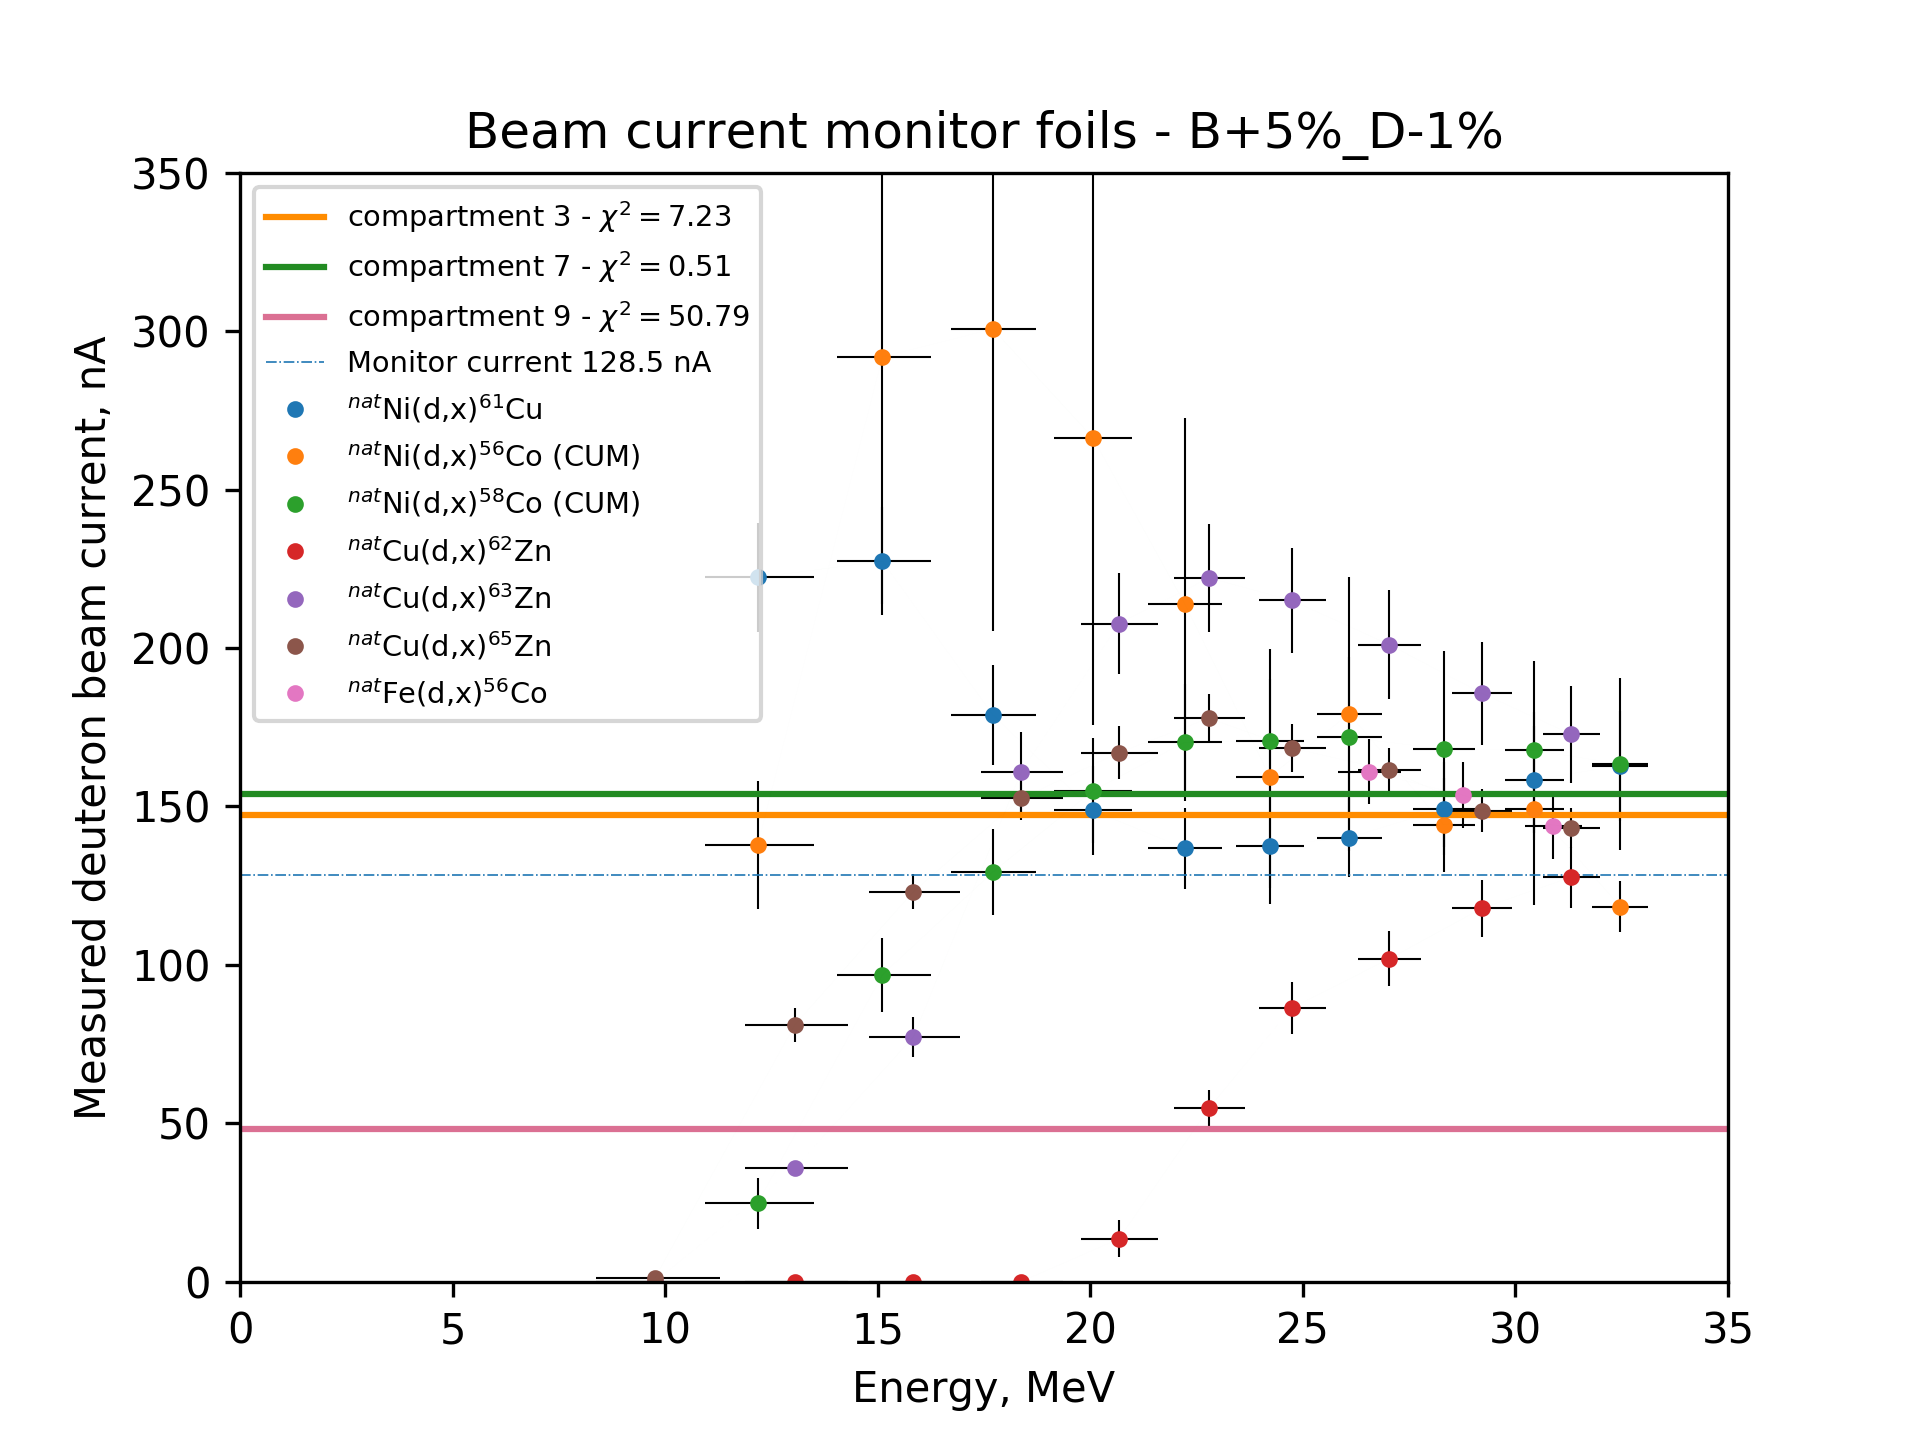 Beam current monitor foils - B+5%_D-1%
Measured deuteron beam current, nA
350
300
250
200
150
100
50
0
compartment 3 - χ² = 7.23
compartment 7 - χ² = 0.51
compartment 9 - χ² = 50.79
Monitor current 128.5 nA
ⁿᵃᵗNi(d,x)⁶¹Cu
ⁿᵃᵗNi(d,x)⁵⁶Co (CUM)
ⁿᵃᵗNi(d,x)⁵⁸Co (CUM)
ⁿᵃᵗCu(d,x)⁶²Zn
ⁿᵃᵗCu(d,x)⁶³Zn
ⁿᵃᵗCu(d,x)⁶⁵Zn
ⁿᵃᵗFe(d,x)⁵⁶Co
0 5 10 15 20 25 30 35
Energy, MeV